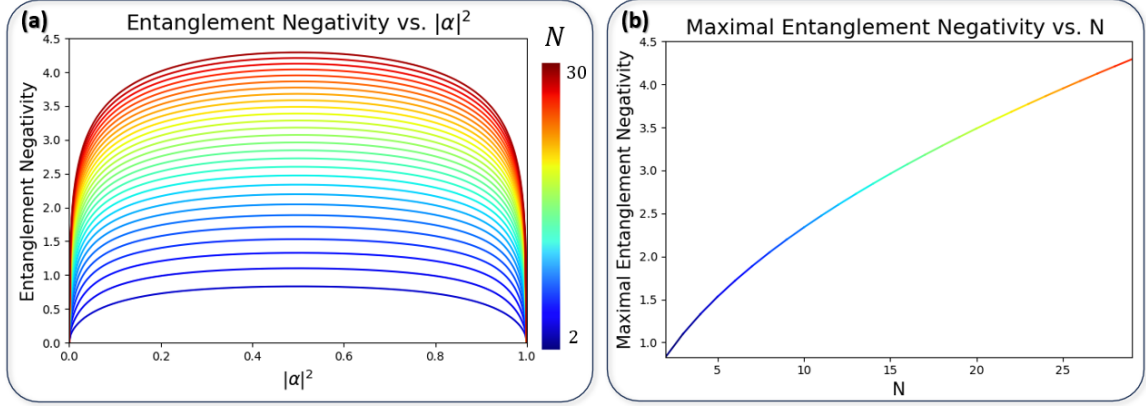 (a)
Entanglement Negativity vs. |α|²
Entanglement Negativity
4.5
4.0
3.5
3.0
2.5
2.0
1.5
1.0
0.5
0.0
0.0 0.2 0.4 0.6 0.8 1.0
|α|²
N
30
2
(b)
Maximal Entanglement Negativity vs. N
Maximal Entanglement Negativity
4.5
4.0
3.5
3.0
2.5
2.0
1.5
1.0
5 10 15 20 25
N